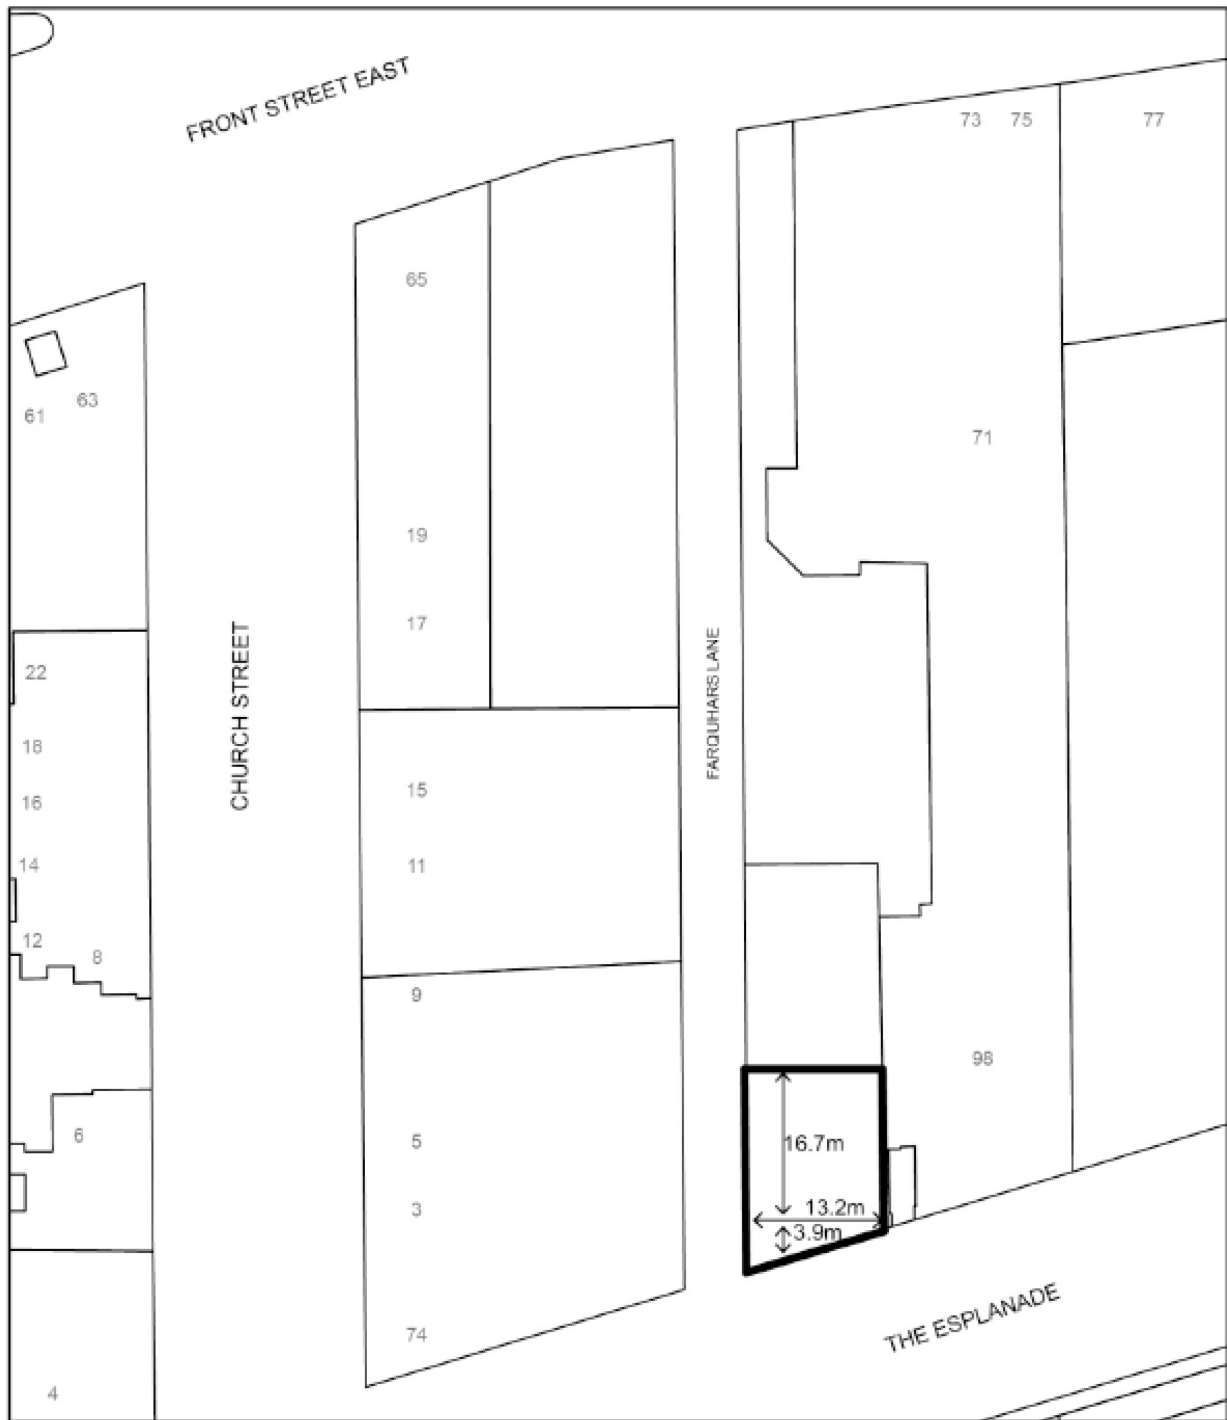 FRONT STREET EAST
73 75 77
65
63
61
71
19
17
22
CHURCH STREET
FARQUHARS LANE
18
16
15
14
11
12
8
9
98
6
5
16.7m
3
13.2m
3.9m
THE ESPLANADE
74
4